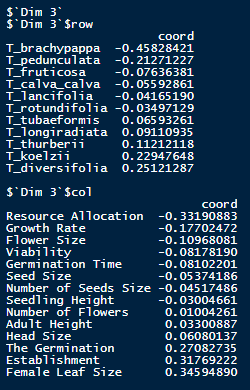 $`Dim 3`
$`Dim 3`$row
coord
T_brachypappa -0.45828421
T_pedunculata -0.21271227
T_fruticosa -0.07636381
T_calva_calva -0.05592861
T_lancifolia -0.04165190
T_rotundifolia -0.03497129
T_tubaeformis 0.06593261
T_longiradiata 0.09110935
T_thurberii 0.11212118
T_koelzii 0.22947648
T_diversifolia 0.25121287
$`Dim 3`$col
coord
Resource Allocation -0.33190883
Growth Rate -0.17702472
Flower Size -0.10968081
Viability -0.08178190
Germination Time -0.08102201
Seed Size -0.05374186
Number of Seeds Size -0.04517486
Seedling Height -0.03004661
Number of Flowers 0.01004261
Adult Height 0.03300887
Head Size 0.06080137
The Germination 0.27082735
Establishment 0.31769222
Female Leaf Size 0.34594890